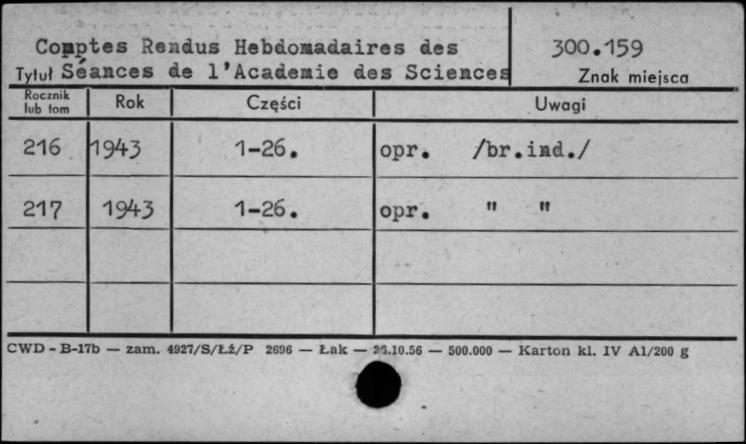 Comptes Rendus Hebdomadaires des 300.159
Tytuł Séances de l'Academie des Sciences Znak miejsca
Rocznik lub tom Rok Części Uwagi
216 1943 1-26. opr. /br.ind./
217 1943 1-26. opr. " "
CWD - B-17b — zam. 4927/S/Łż/P 2696 — Łak — 26.10.56 — 500.000 — Karton kl. IV A1/200 g